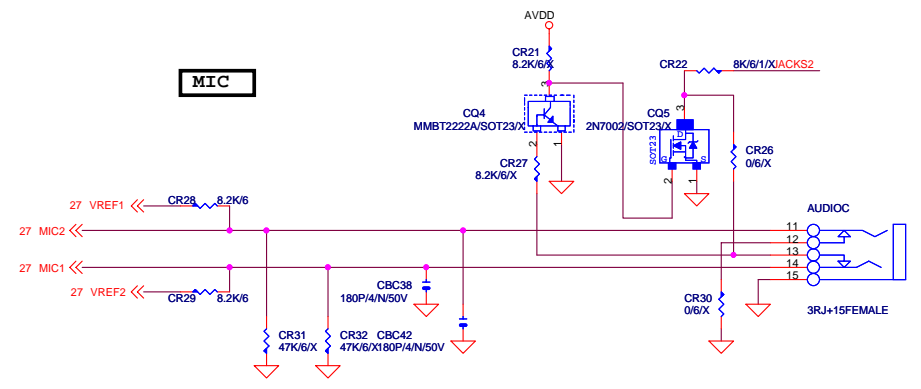 AVDD
CR21
8.2K/6/X
CR22
8K/6/1/X
JACKS2
MIC
3
CQ4
MMBT2222A/SOT23/X
3
CQ5
2N7002/SOT23/X
D
SOT23
G
S
2
1
CR27
8.2K/6/X
2
1
CR26
0/6/X
CR28
8.2K/6
27 VREF1
27 MIC2
AUDIOC
11
12
13
14
15
27 MIC1
27 VREF2
CR29
8.2K/6
CBC38
180P/4/N/50V
CR30
0/6/X
3RJ+15FEMALE
CR31
47K/6/X
CR32
47K/6/X
CBC42
180P/4/N/50V